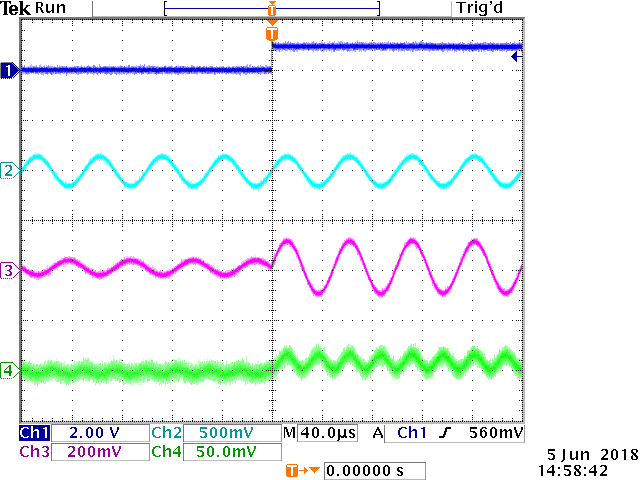 Tek Run Trig'd
T
T
1
2
3
4
Ch1 2.00 V Ch2 500mV M 40.0µs A Ch1 560mV
Ch3 200mV Ch4 50.0mV
T 0.00000 s
5 Jun 2018
14:58:42